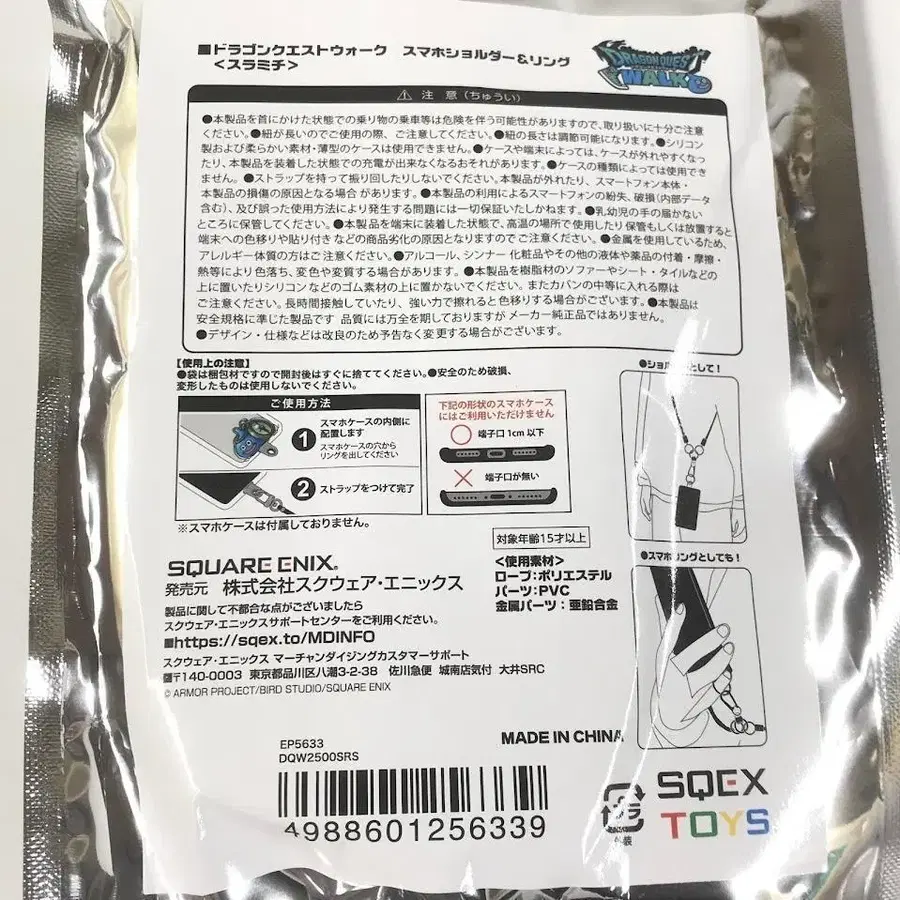 ■ドラゴンクエストウォーク スマホショルダー&リング
<スラミチ>
DRAGON QUEST
WALK
⚠ 注 意 (ちゅうい)
●本製品を首にかけた状態での乗り物の乗車等は危険を伴う可能性がありますので、取り扱いに十分ご注意
ください。●紐が長いのでご使用の際、ご注意してください。●紐の長さは調節可能になります。●シリコン
製および柔らかい素材・薄型のケースは使用できません。●ケースや端末によっては、ケースが外れやすくなっ
たり、本製品を装着した状態での充電が出来なくなるおそれがあります。●ケースの種類によっては使用でき
ません。●ストラップを持って振り回したりしないでください。本製品が外れたり、スマートフォン本体・
本製品の損傷の原因となる場合があります。●本製品の利用によるスマートフォンの紛失、破損(内部データ
含む)、及び誤った使用方法により発生する問題には一切保証いたしかねます。●乳幼児の手の届かない
ところに保管してください。●本製品を端末に装着した状態で、高温の場所で使用したり保管もしくは放置すると
端末への色移りや貼り付きなどの商品劣化の原因となりますのでご注意ください。●金属を使用しているため、
アレルギー体質の方はご注意ください。●アルコール、シンナー 化粧品やその他の液体や薬品の付着・摩擦・
熱等により色落ち、変色や変質する場合があります。●本製品を樹脂材のソファーやシート・タイルなどの
上に置いたりシリコンなどのゴム素材の上に置かないでください。またカバンの中等に入れる際は
ご注意ください。長時間接触していたり、強い力で擦れると色移りする場合がございます。●本製品は
安全規格に準じた製品です 品質には万全を期しておりますが メーカー純正品ではありません。
●デザイン・仕様などは改良のため予告なく変更する場合がございます。
【使用上の注意】
●袋は梱包材ですので開封後はすぐに捨ててください。●安全のため破損、
変形したものは使用しないでください。
ご使用方法
1 スマホケースの内側に
配置します
スマホケースの穴から
リングを出してください
2 ストラップをつけて完了
下記の形状のスマホケース
にはご利用いただけません
端子口1cm以下
端子口が無い
※スマホケースは付属しておりません。
●ショル として!
●スマホリングとしても!
対象年齢15才以上
<使用素材>
ロープ:ポリエステル
パーツ:PVC
金属パーツ:亜鉛合金
SQUARE ENIX.
発売元 株式会社スクウェア・エニックス
製品に関して不都合な点がございましたら
スクウェア・エニックスサポートセンターをご利用ください。
■https://sqex.to/MDINFO
スクウェア・エニックス マーチャンダイジングカスタマーサポート
〒140-0003 東京都品川区八潮3-2-38 佐川急便 城南店気付 大井SRC
© ARMOR PROJECT/BIRD STUDIO/SQUARE ENIX
EP5633
DQW2500SRS
MADE IN CHINA
4988601256339
プラ
外装
SQEX
TOYS